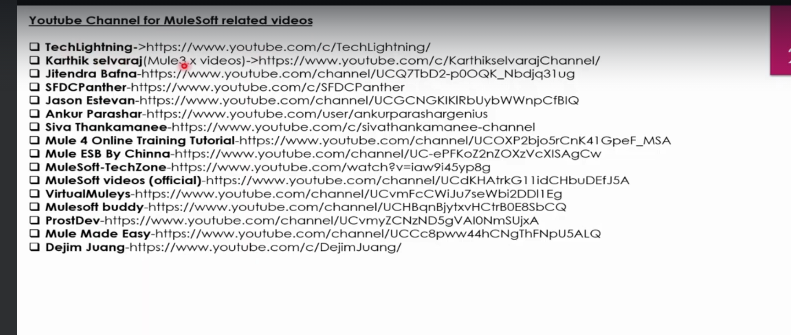 Youtube Channel for MuleSoft related videos
TechLightning->https://www.youtube.com/c/TechLightning/
Karthik selvaraj(Mule3.x videos)->https://www.youtube.com/c/KarthikselvarajChannel/
Jitendra Bafna-https://www.youtube.com/channel/UCQ7TbD2-p0OQK_Nbdjq31ug
SFDCPanther-https://www.youtube.com/c/SFDCPanther
Jason Estevan-https://www.youtube.com/channel/UCGCNGKIKlRbUybWWnpCfBIQ
Ankur Parashar-https://www.youtube.com/user/ankurparashargenius
Siva Thankamanee-https://www.youtube.com/c/sivathankamanee-channel
Mule 4 Online Training Tutorial-https://www.youtube.com/channel/UCOXP2bjo5rCnK41GpeF_MSA
Mule ESB By Chinna-https://www.youtube.com/channel/UC-ePFKoZ2nZOXzVcXISAgCw
MuleSoft-TechZone-https://www.youtube.com/watch?v=iaw9i45yp8g
MuleSoft videos (official)-https://www.youtube.com/channel/UCdKHAtrkG11idCHbuDEfJ5A
VirtualMuleys-https://www.youtube.com/channel/UCvmFcCWiJu7seWbi2DDl1Eg
Mulesoft buddy-https://www.youtube.com/channel/UCHBqnBjytxvHCtrB0E8SbCQ
ProstDev-https://www.youtube.com/channel/UCvmyZCNzND5gVAI0NmSUjxA
Mule Made Easy-https://www.youtube.com/channel/UCCc8pww44hCNgThFNpU5ALQ
Dejim Juang-https://www.youtube.com/c/DejimJuang/